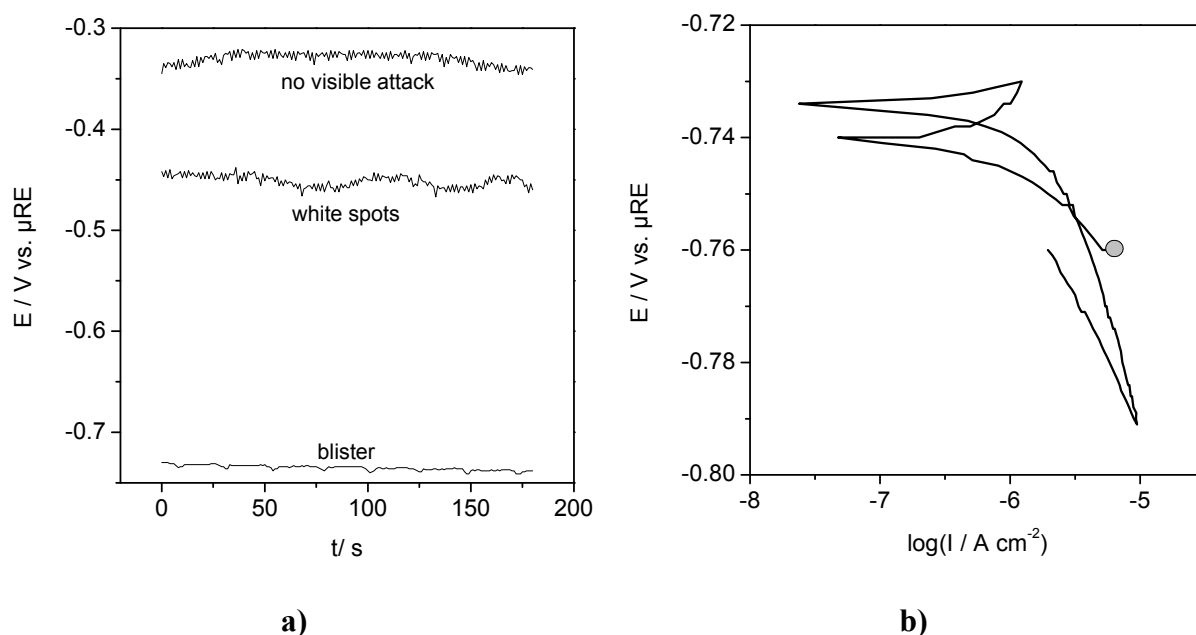 -0.3
-0.4
-0.5
-0.6
-0.7
E / V vs. μRE
no visible attack
white spots
blister
0
50
100
150
200
t/ s
a)
-0.72
-0.74
-0.76
-0.78
-0.80
E / V vs. μRE
-8
-7
-6
-5
log(I / A cm⁻²)
b)